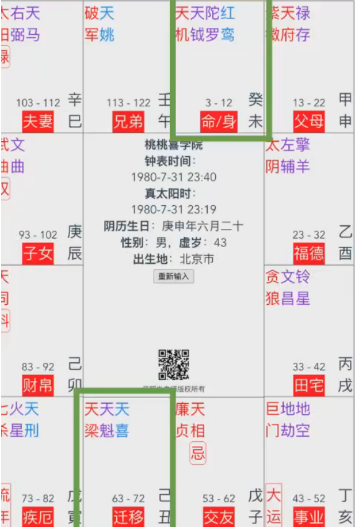 太右天
阳弼马
禄
103 - 112 辛
夫妻 巳
破天
军姚
113 - 122 壬
兄弟 午
天天陀红
机钺罗鸾
3 - 12 癸
命/身 未
紫天禄
微府存
13 - 22 甲
父母 申
武文
曲曲
权
93 - 102 庚
子女 辰
桃桃喜学院
钟表时间：
1980-7-31 23:40
真太阳时：
1980-7-31 23:19
阴历生日：庚申年六月二十
性别：男，虚岁：43
出生地：北京市
重新输入
版权所有
太左擎
阴辅羊
23 - 32 乙
福德 酉
天
同
科
83 - 92 己
财帛 卯
贪文铃
狼昌星
33 - 42 丙
田宅 戌
七火天
杀星刑
流年
73 - 82 戊
疾厄 寅
天天天
梁魁喜
63 - 72 己
迁移 丑
廉天
贞相
忌
53 - 62 戊
交友 子
巨地地
门劫空
大运
43 - 52 丁
事业 亥